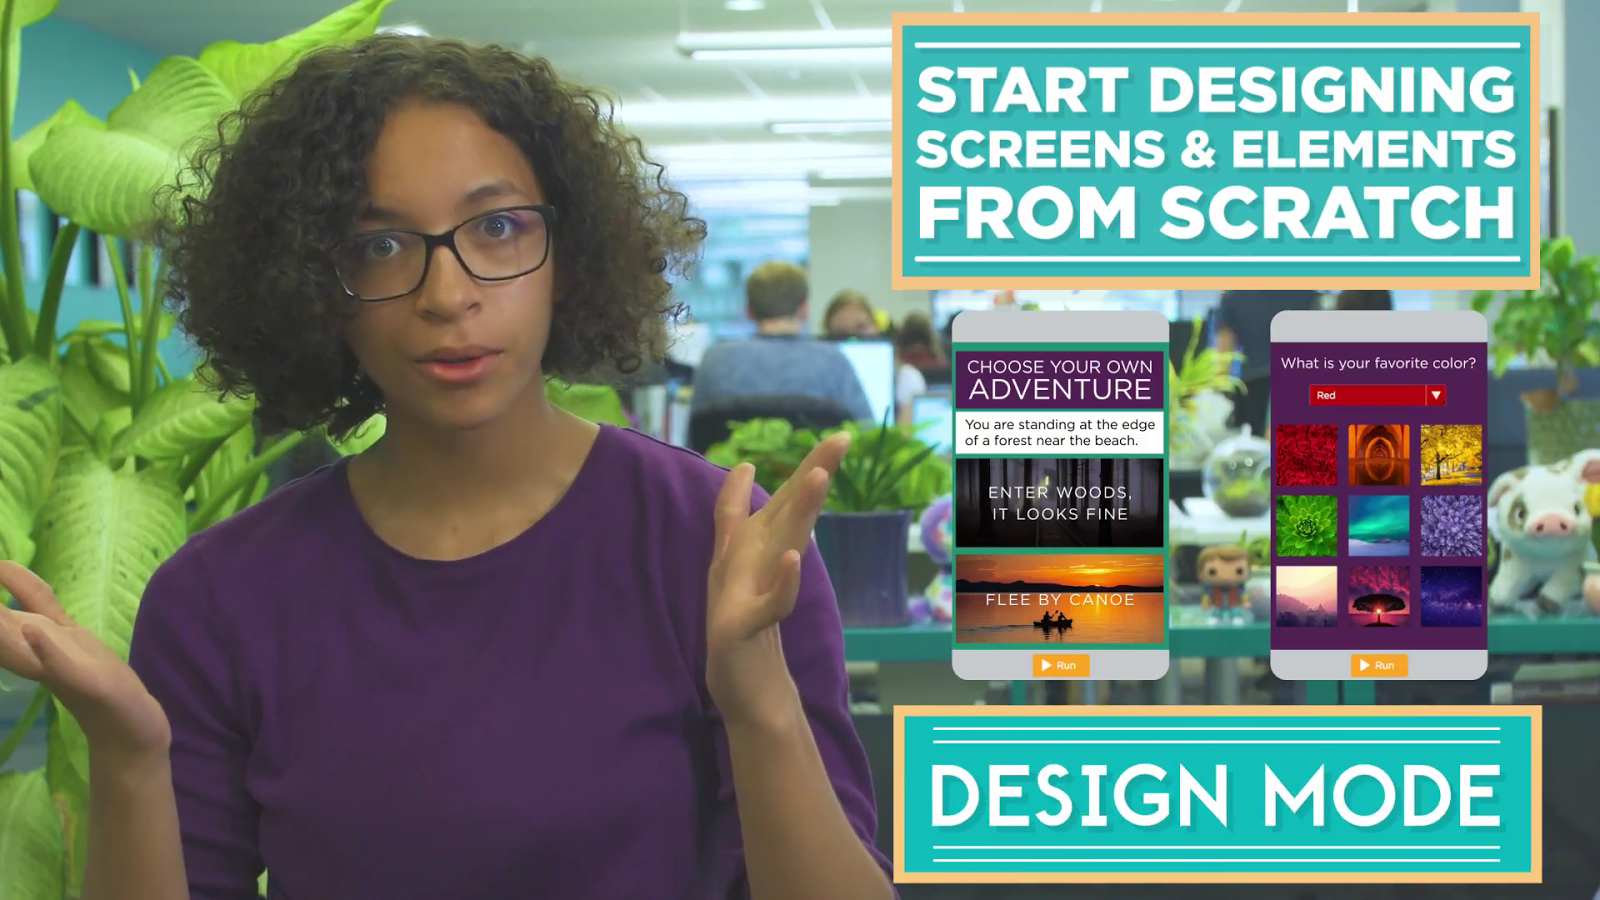 START DESIGNING
SCREENS & ELEMENTS
FROM SCRATCH
CHOOSE YOUR OWN
ADVENTURE
You are standing at the edge
of a forest near the beach.
ENTER WOODS,
IT LOOKS FINE
FLEE BY CANOE
Run
What is your favorite color?
Red
Run
DESIGN MODE